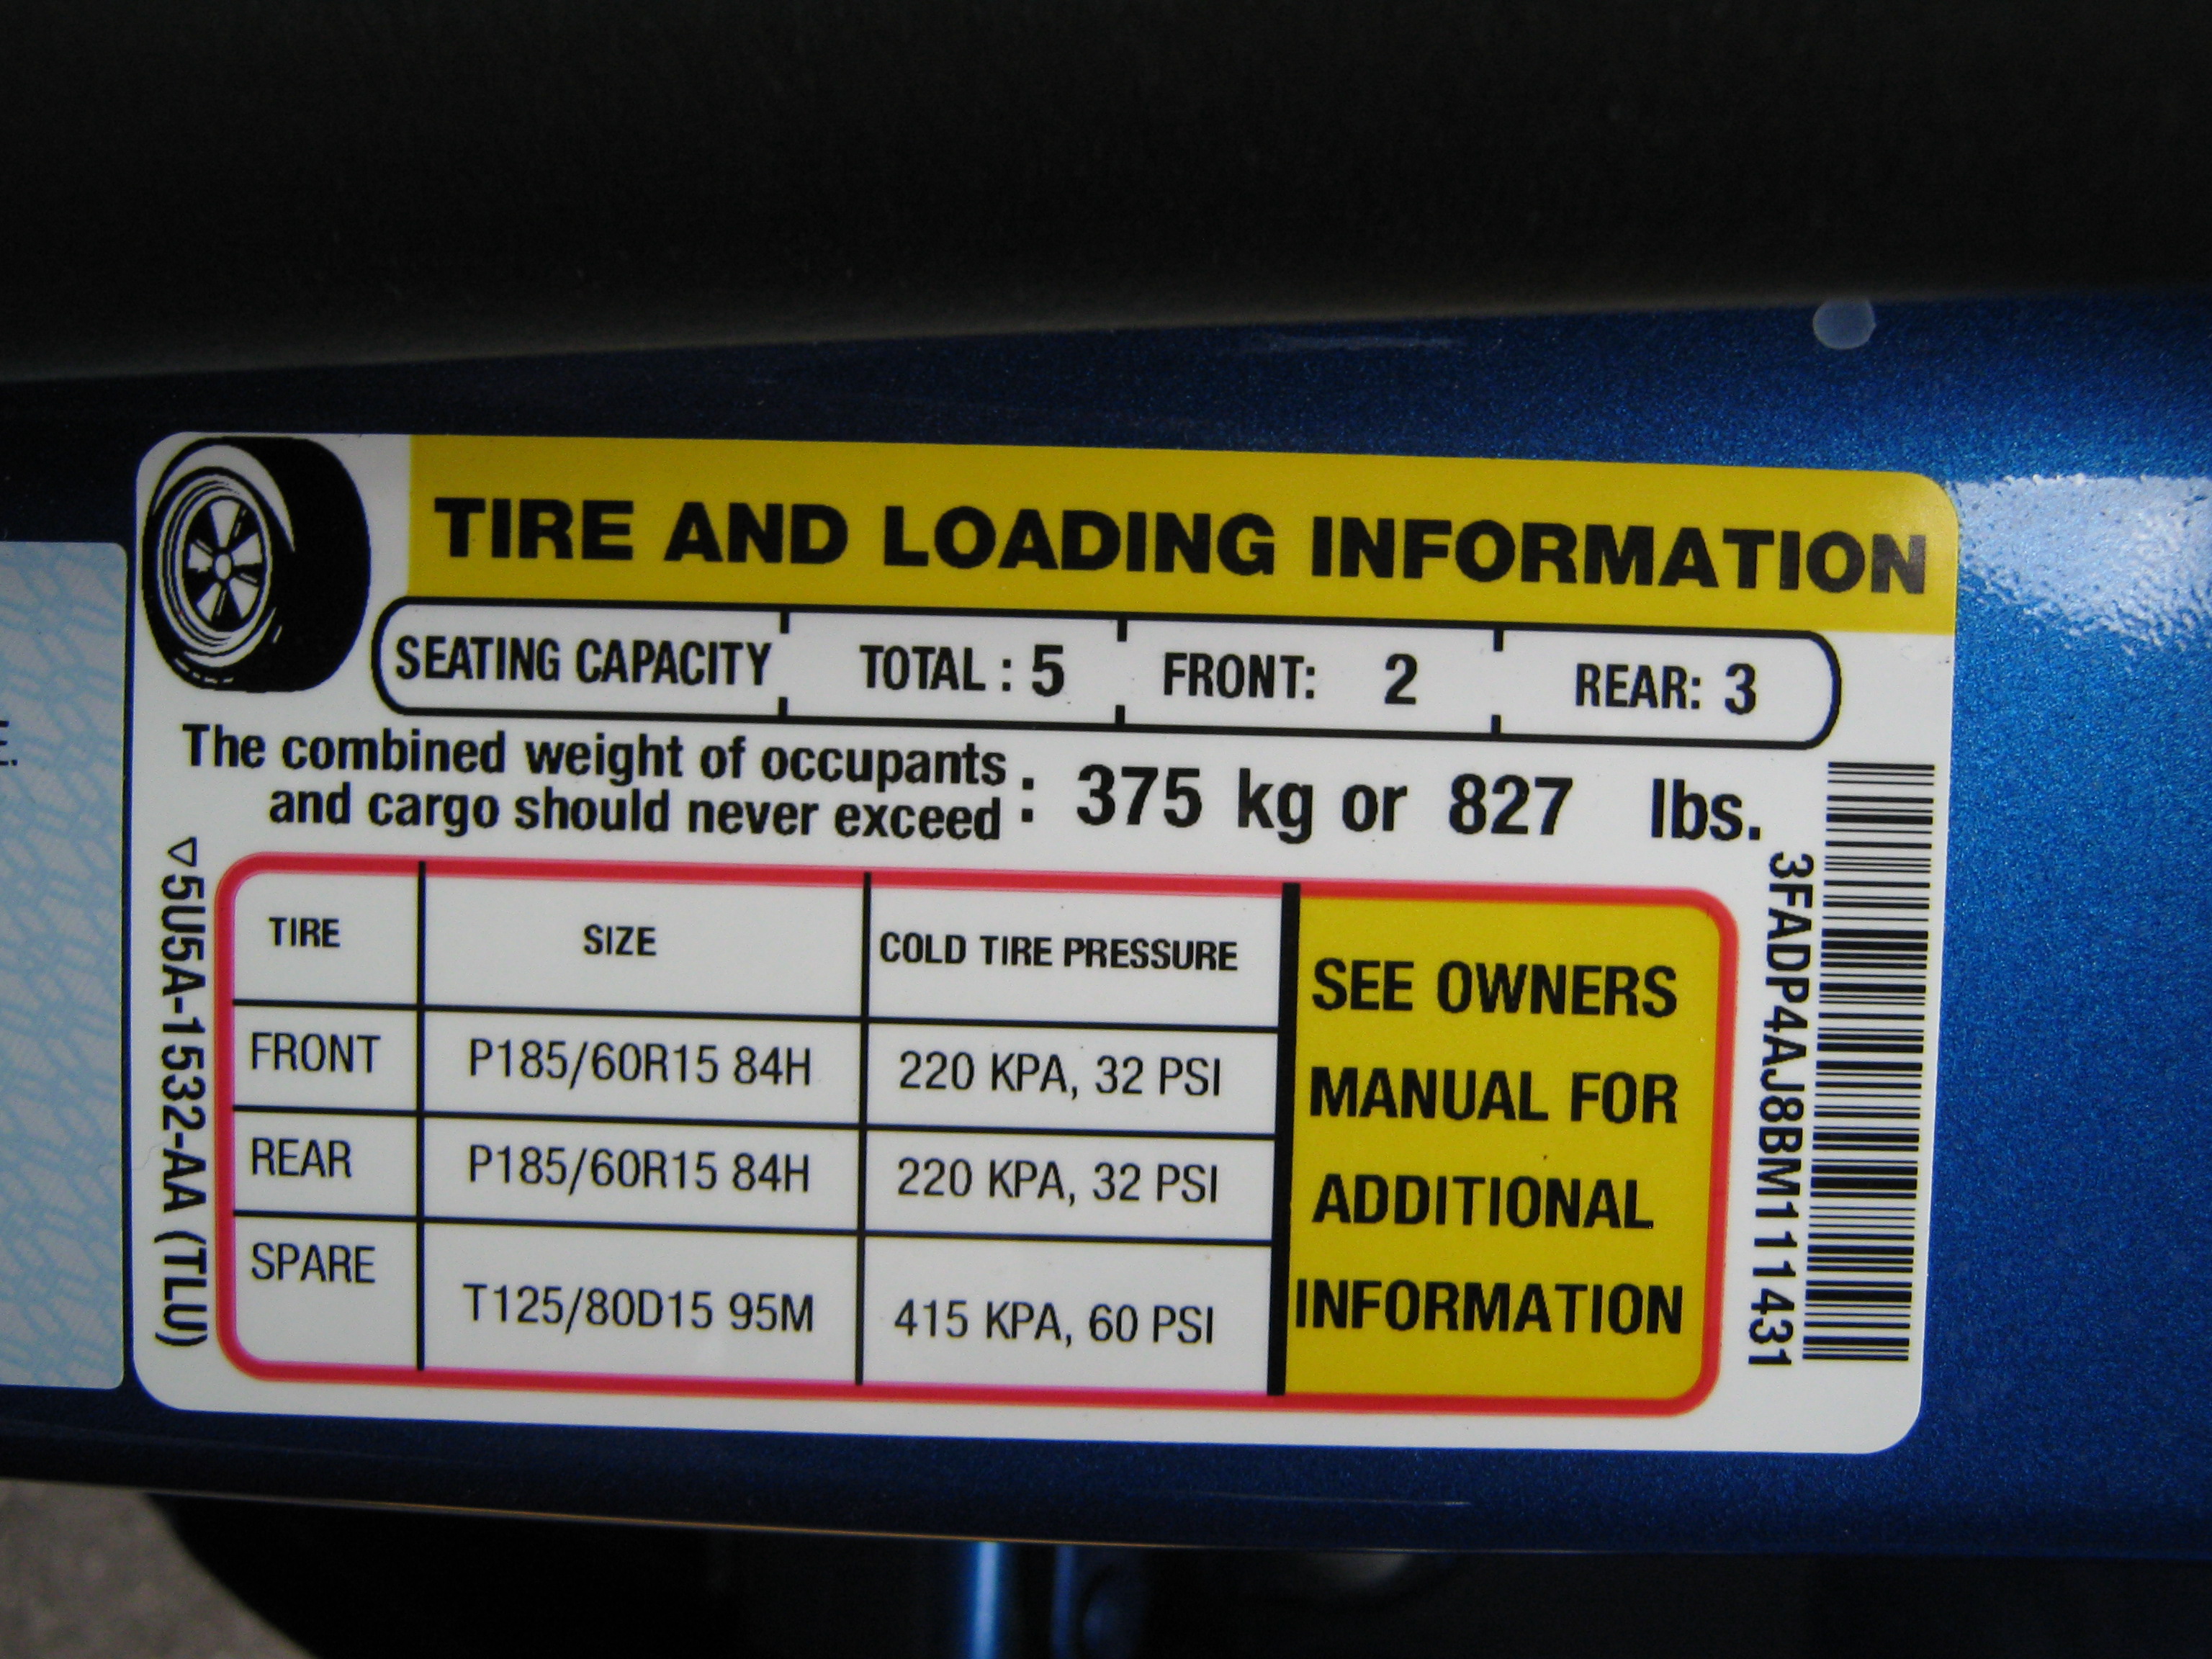 TIRE AND LOADING INFORMATION
SEATING CAPACITY TOTAL : 5 FRONT: 2 REAR: 3
The combined weight of occupants
and cargo should never exceed : 375 kg or 827 lbs.
TIRE SIZE COLD TIRE PRESSURE
FRONT P185/60R15 84H 220 KPA, 32 PSI
REAR P185/60R15 84H 220 KPA, 32 PSI
SPARE T125/80D15 95M 415 KPA, 60 PSI
SEE OWNERS
MANUAL FOR
ADDITIONAL
INFORMATION
5U5A-1532-AA (TLU)
3FADP4AJ8BM111431